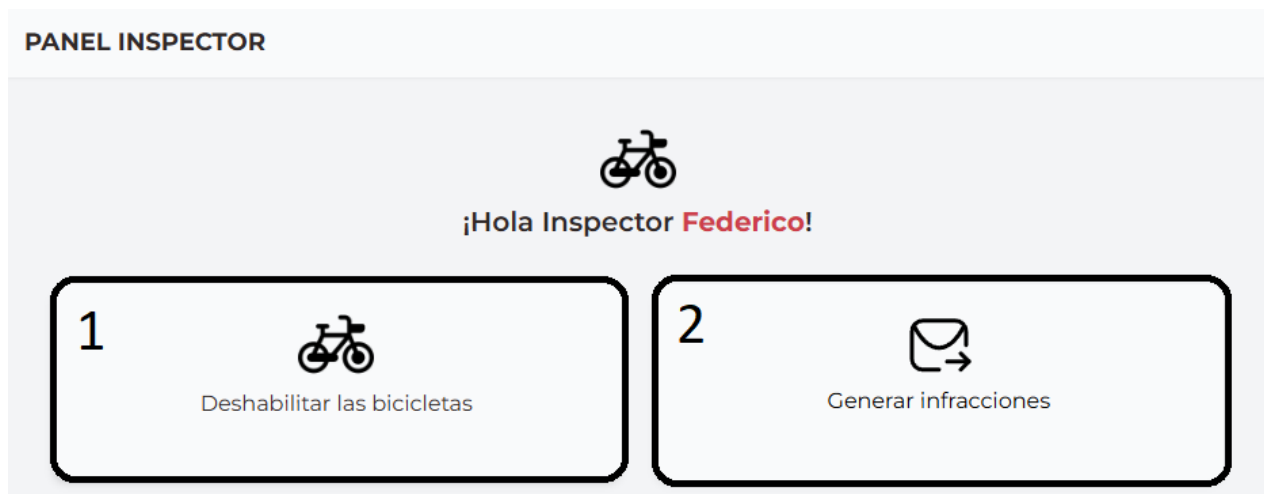 PANEL INSPECTOR
¡Hola Inspector Federico!
1
Deshabilitar las bicicletas
2
Generar infracciones